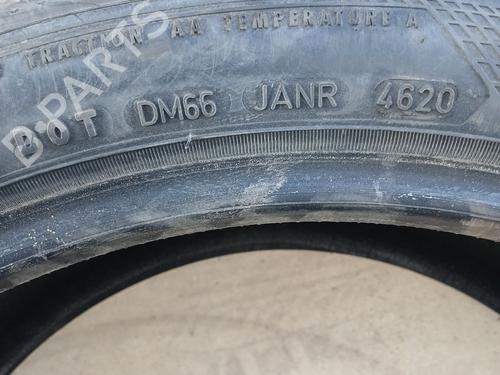 TRACTION AA TEMPERATURE A
DOT DM66 JANR 4620
B-PARTS